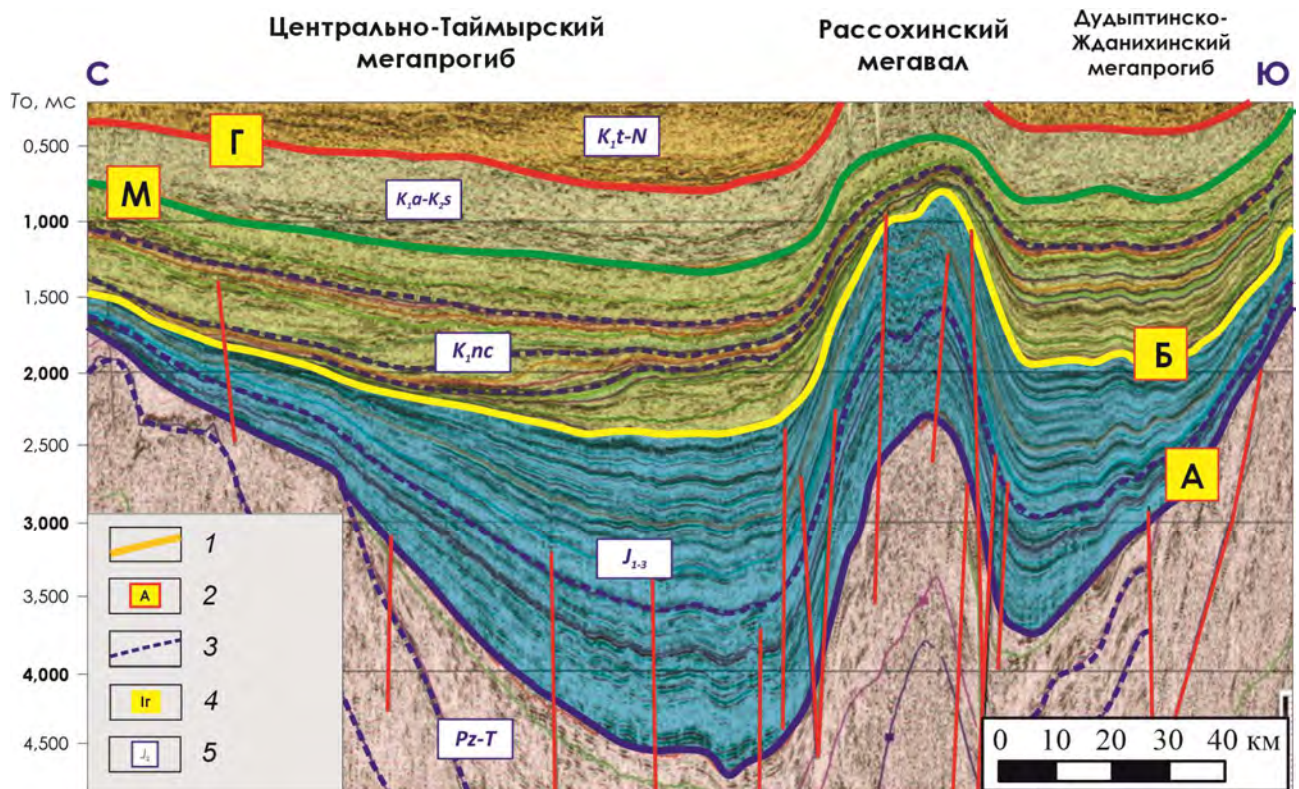 Центрально-Таймырский
мегапрогиб
Рассохинский
мегавал
Дудыптинско-
Жданихинский
мегапрогиб
С
Ю
То, мс
0,500
1,000
1,500
2,000
2,500
3,000
3,500
4,000
4,500
Г
K₁t-N
М
K₁a-K₂s
K₁nc
Б
А
J₁₋₃
Pz-T
1
А
2
3
Ir
4
J₁
5
0 10 20 30 40 км